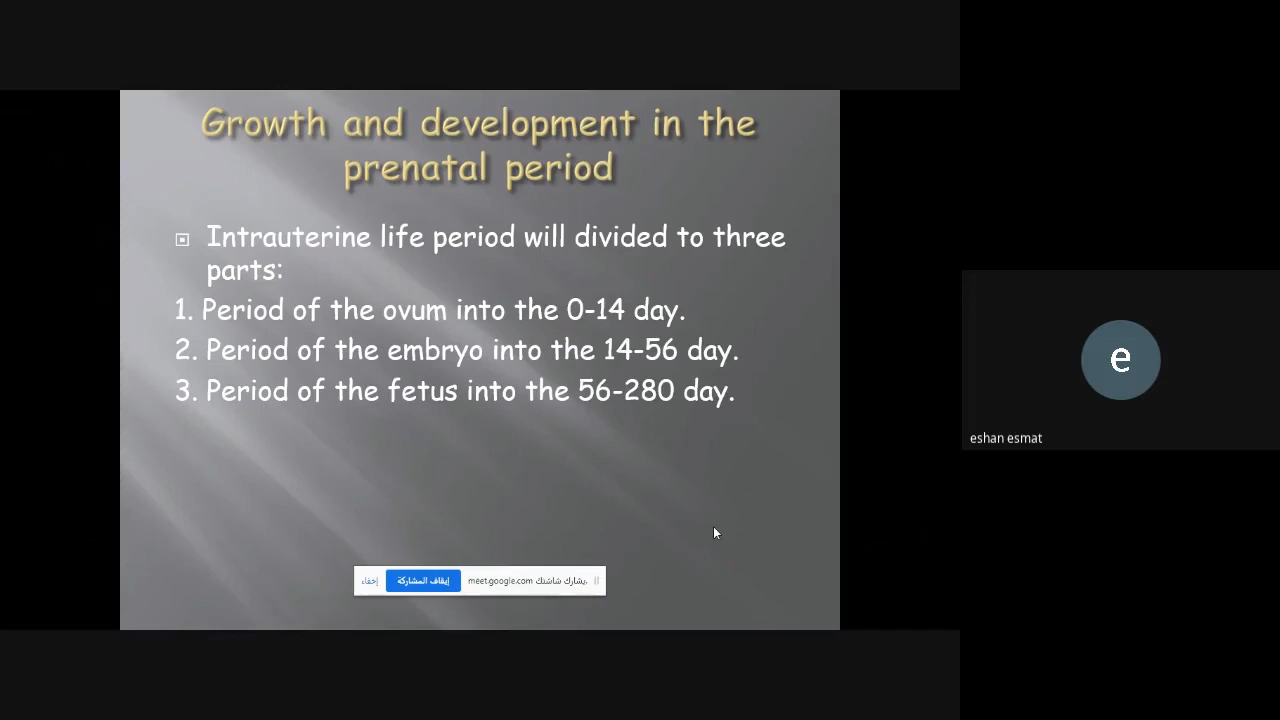 Growth and development in the
prenatal period
Intrauterine life period will divided to three
parts:
1. Period of the ovum into the 0-14 day.
2. Period of the embryo into the 14-56 day.
3. Period of the fetus into the 56-280 day.
e
eshan esmat
يشارك شاشتك meet.google.com. إيقاف المشاركة إخفاء